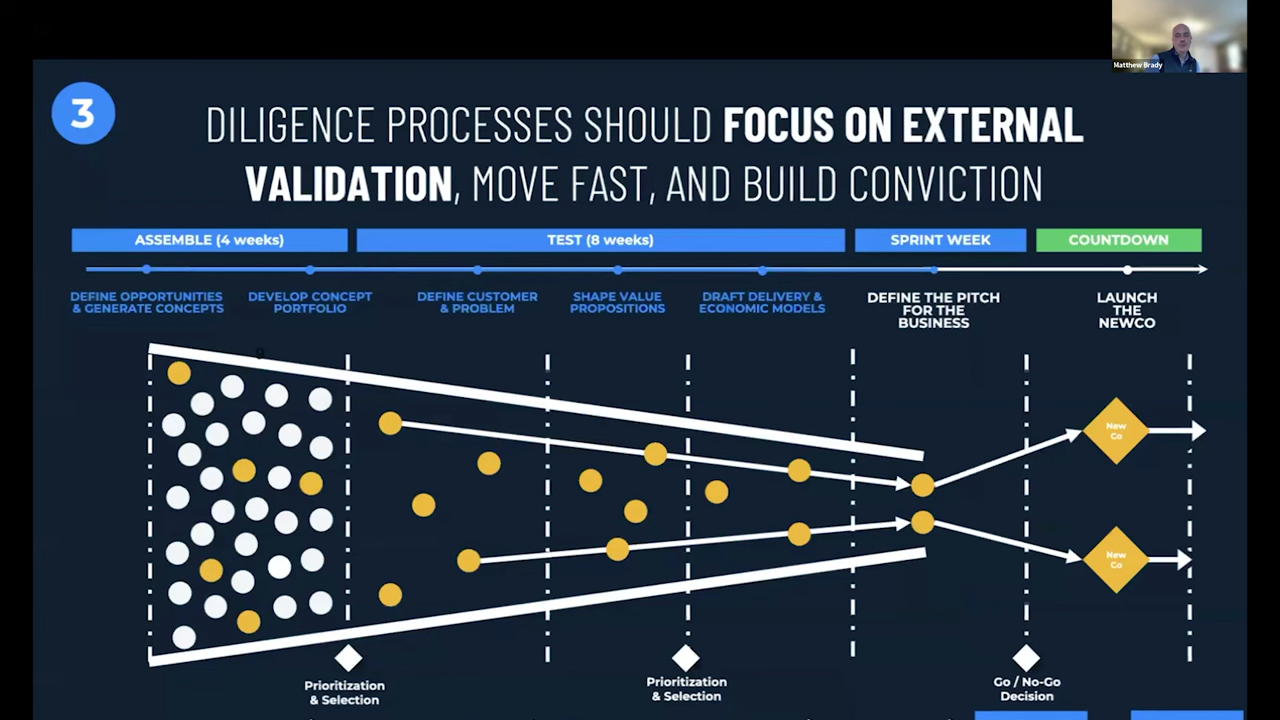 Matthew Brady
3
DILIGENCE PROCESSES SHOULD FOCUS ON EXTERNAL
VALIDATION, MOVE FAST, AND BUILD CONVICTION
ASSEMBLE (4 weeks)
TEST (8 weeks)
SPRINT WEEK
COUNTDOWN
DEFINE OPPORTUNITIES
& GENERATE CONCEPTS
DEVELOP CONCEPT
PORTFOLIO
DEFINE CUSTOMER
& PROBLEM
SHAPE VALUE
PROPOSITIONS
DRAFT DELIVERY &
ECONOMIC MODELS
DEFINE THE PITCH
FOR THE
BUSINESS
LAUNCH
THE
NEWCO
New
Co
New
Co
Prioritization
& Selection
Prioritization
& Selection
Go / No-Go
Decision